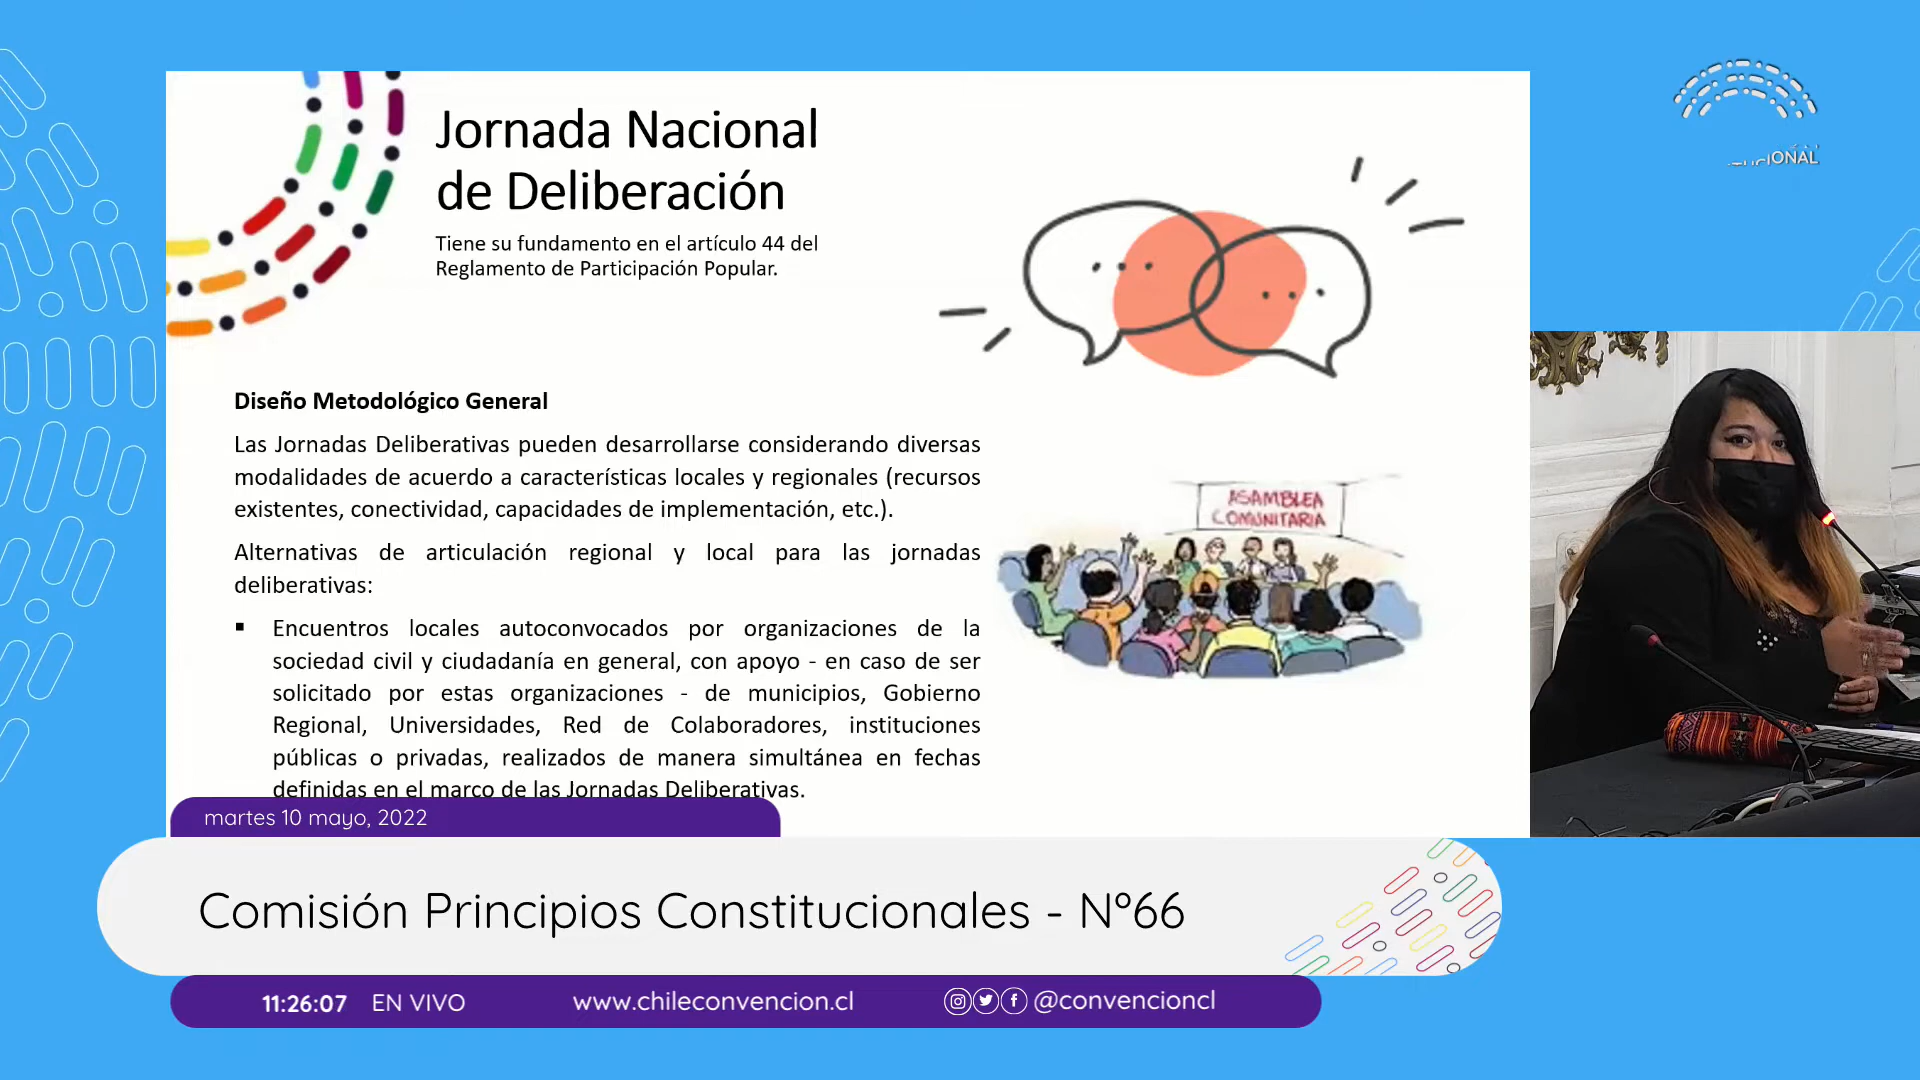 Jornada Nacional
de Deliberación
Tiene su fundamento en el artículo 44 del
Reglamento de Participación Popular.
Diseño Metodológico General
Las Jornadas Deliberativas pueden desarrollarse considerando diversas
modalidades de acuerdo a características locales y regionales (recursos
existentes, conectividad, capacidades de implementación, etc.).
Alternativas de articulación regional y local para las jornadas
deliberativas:
▪ Encuentros locales autoconvocados por organizaciones de la
sociedad civil y ciudadanía en general, con apoyo - en caso de ser
solicitado por estas organizaciones - de municipios, Gobierno
Regional, Universidades, Red de Colaboradores, instituciones
públicas o privadas, realizados de manera simultánea en fechas
definidas en el marco de las Jornadas Deliberativas.
ASAMBLEA
COMUNITARIA
martes 10 mayo, 2022
Comisión Principios Constitucionales - N°66
11:26:07 EN VIVO www.chileconvencion.cl @convencioncl